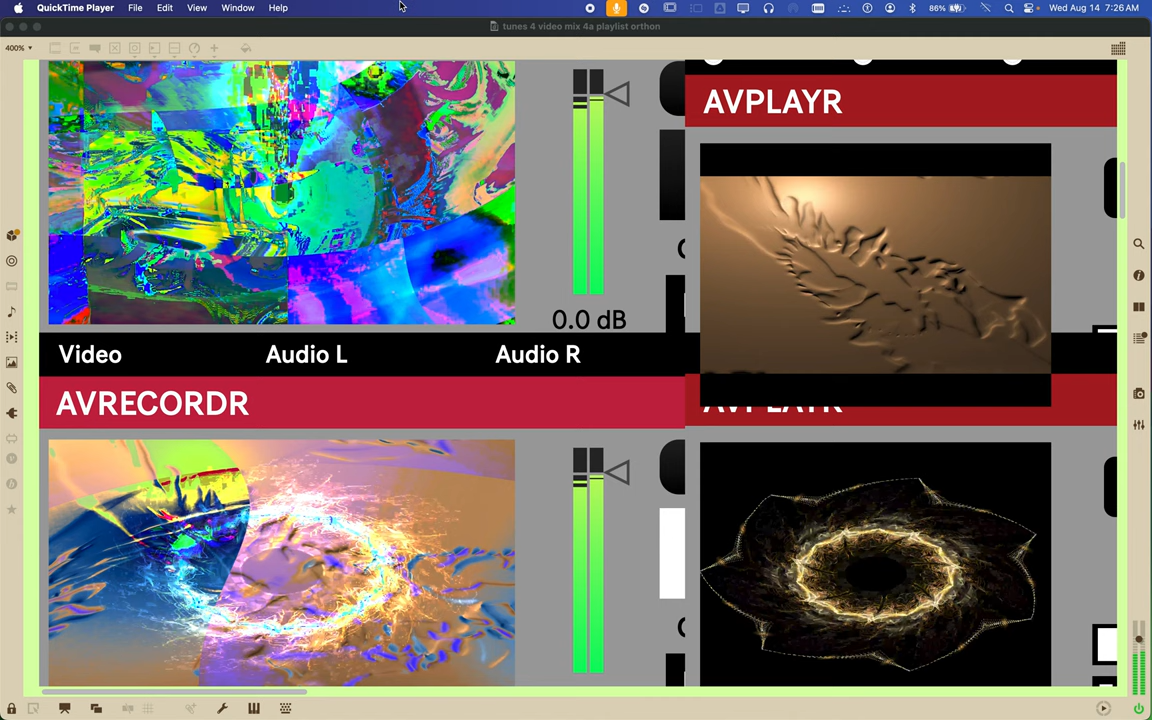 QuickTime Player File Edit View Window Help 86% Wed Aug 14 7:26 AM
tunes 4 video mix 4a playlist orthon
400%
AVPLAYR
0.0 dB
Video Audio L Audio R
AVRECORDR
AVPLAYR